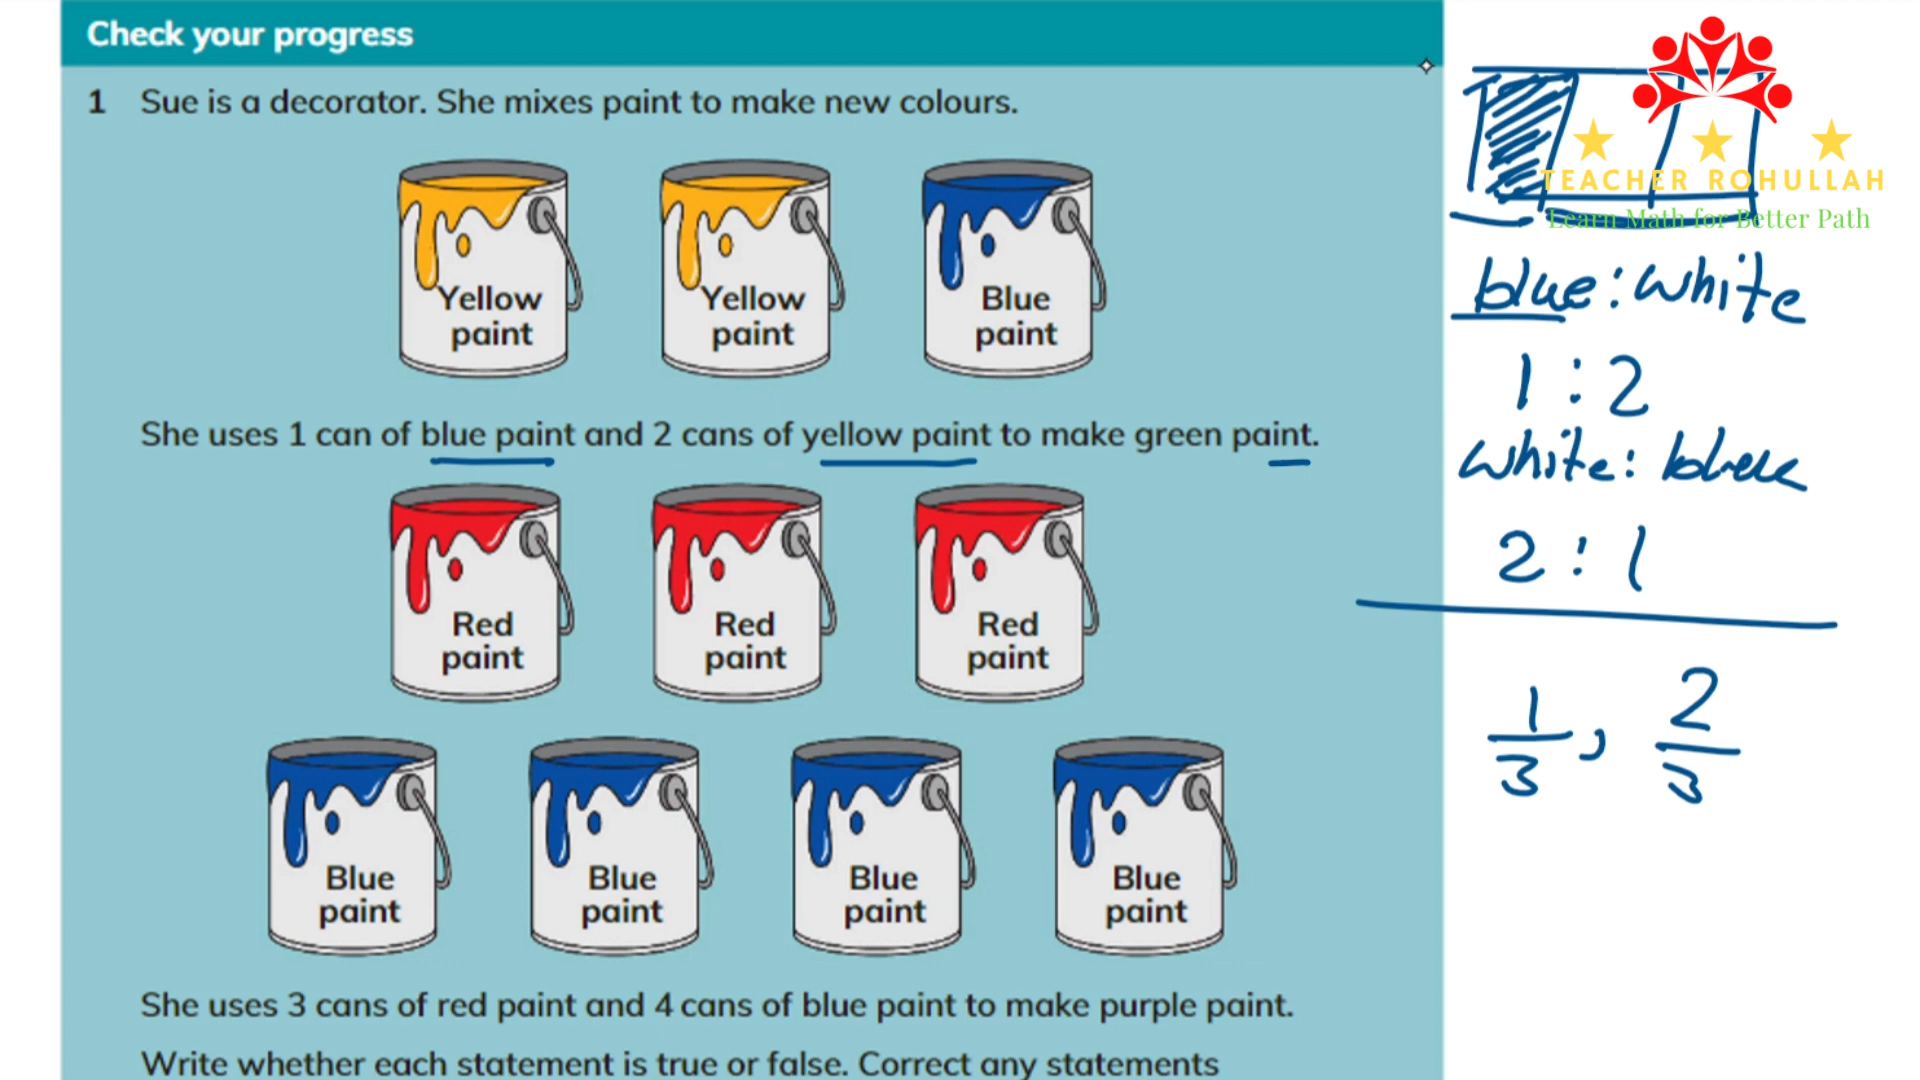 Check your progress
1 Sue is a decorator. She mixes paint to make new colours.
Yellow paint
Yellow paint
Blue paint
She uses 1 can of blue paint and 2 cans of yellow paint to make green paint.
Red paint
Red paint
Red paint
Blue paint
Blue paint
Blue paint
Blue paint
She uses 3 cans of red paint and 4 cans of blue paint to make purple paint.
Write whether each statement is true or false. Correct any statements
TEACHER ROHULLAH
Learn Math for Better Path
blue : white
1 : 2
white : blue
2 : 1
1/3 , 2/3